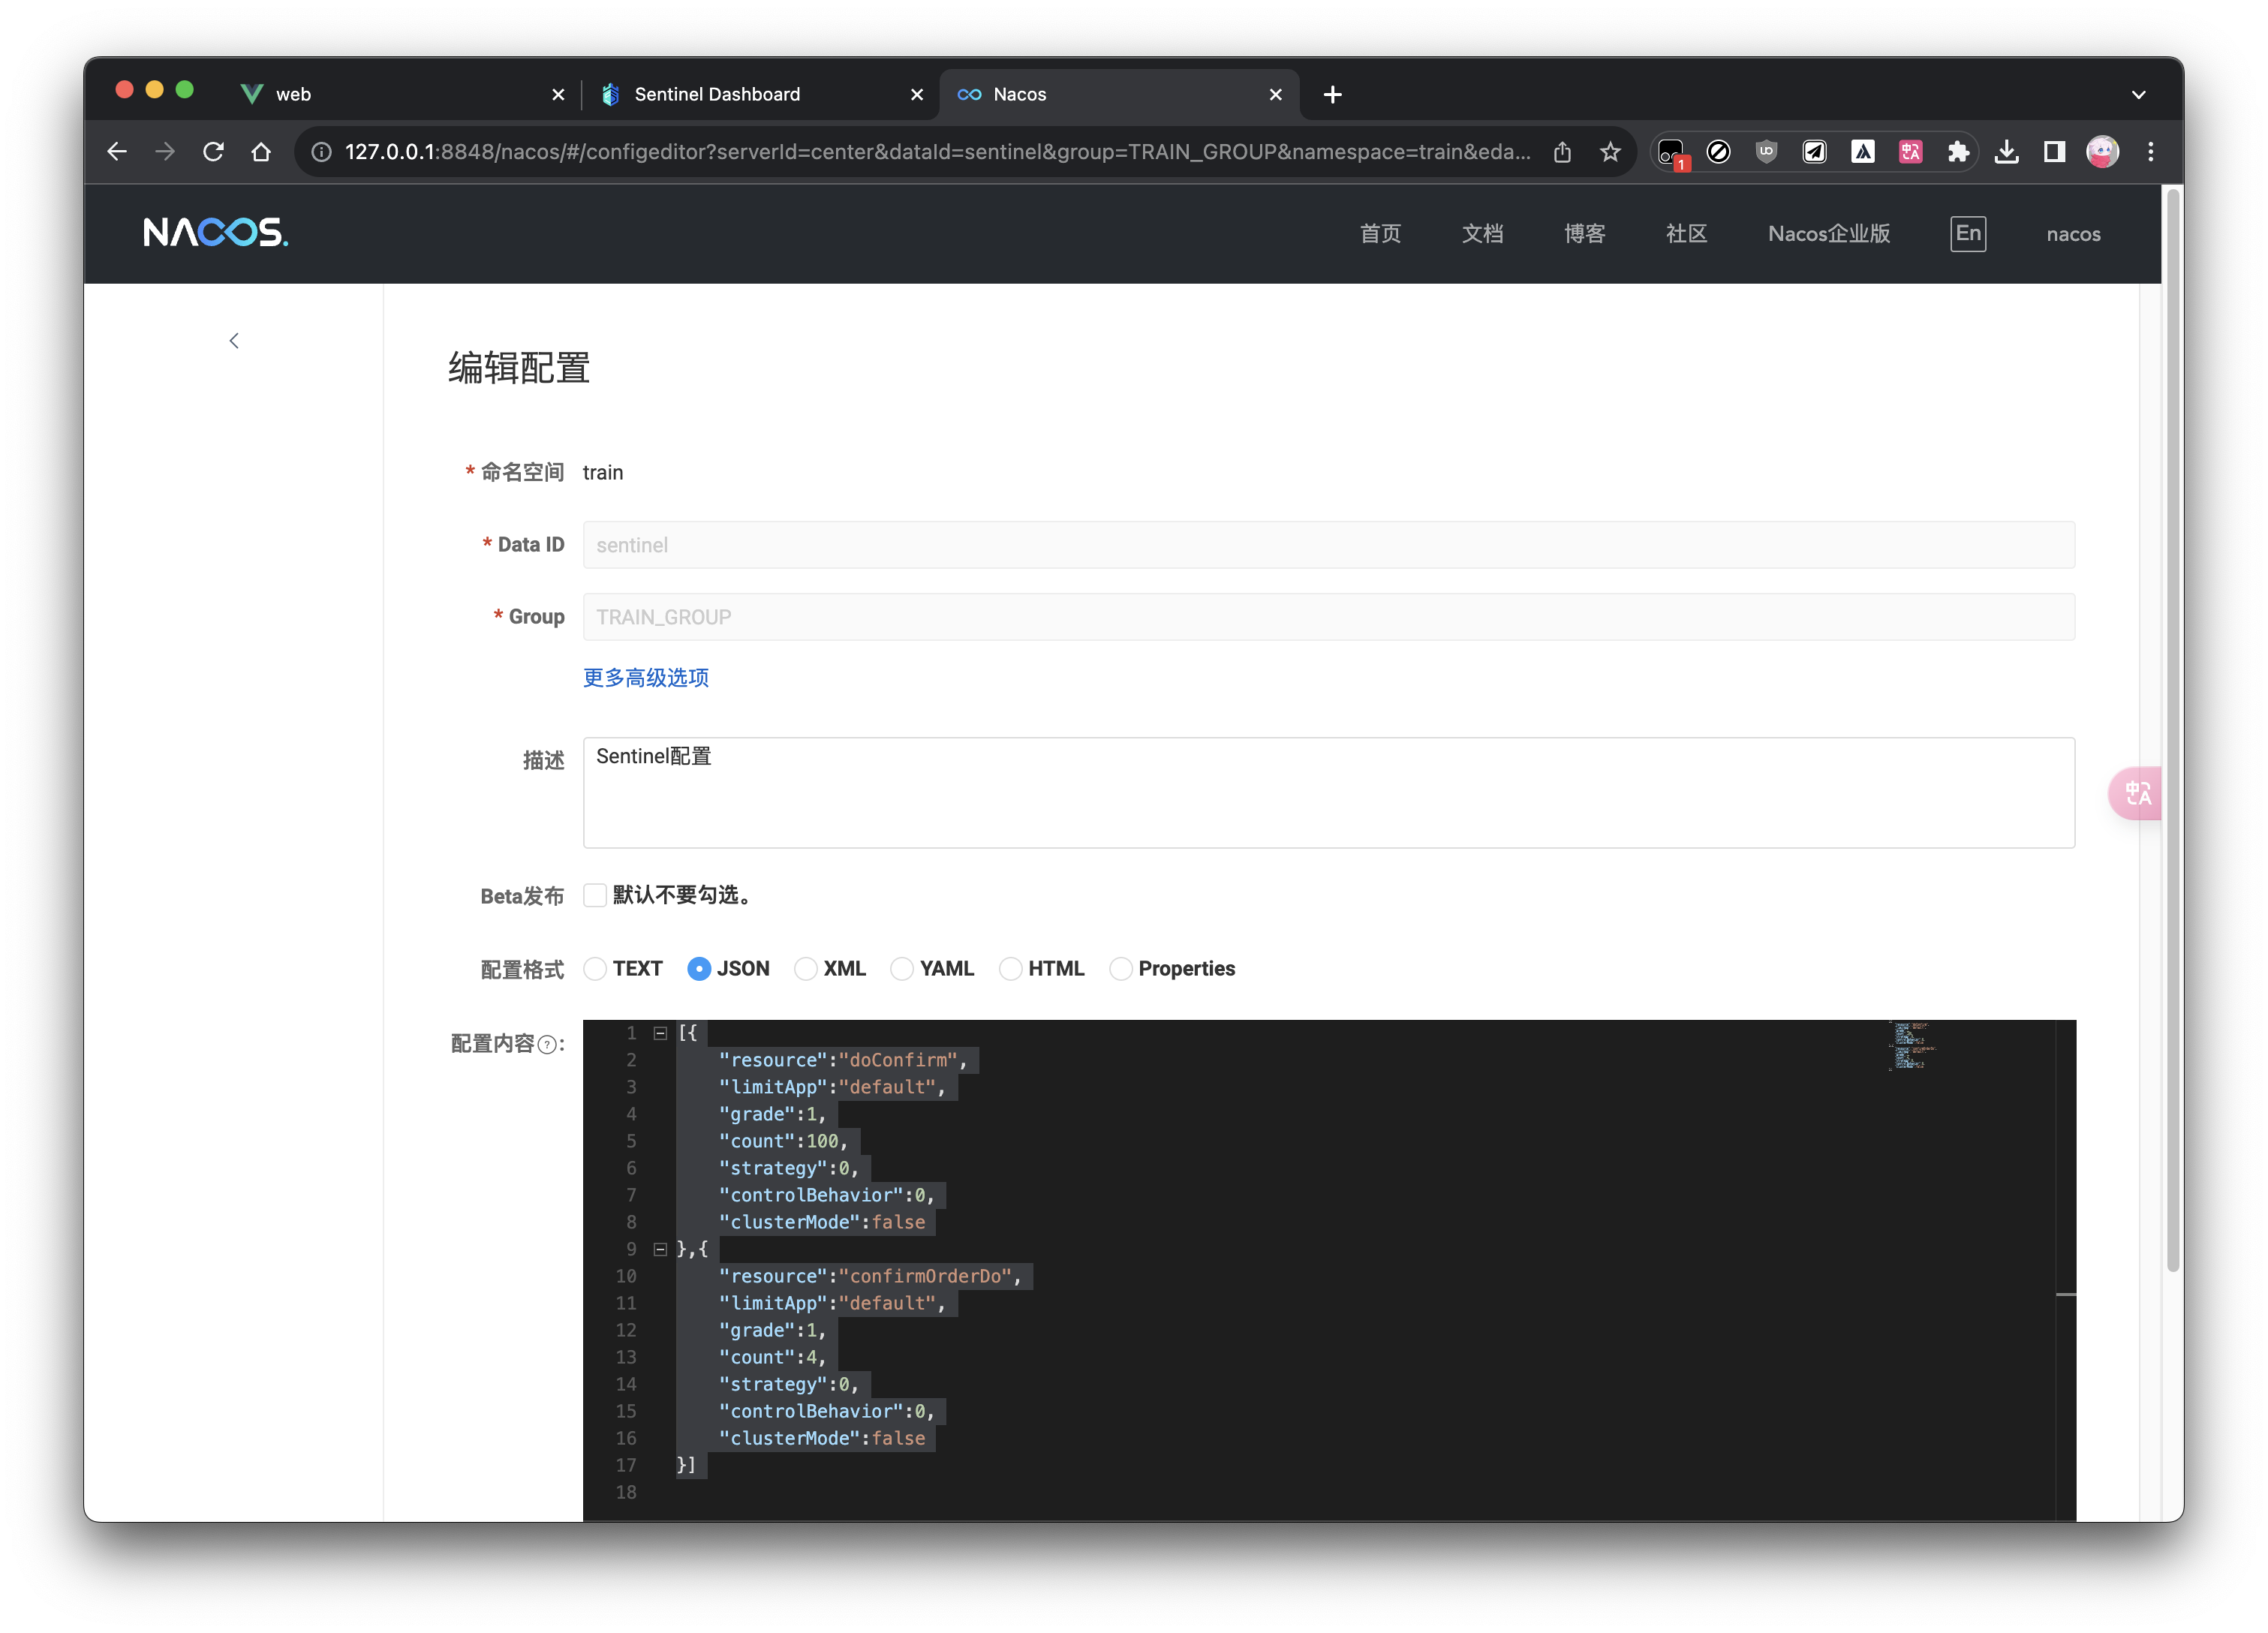 web
Sentinel Dashboard
Nacos
127.0.0.1:8848/nacos/#/configeditor?serverId=center&dataId=sentinel&group=TRAIN_GROUP&namespace=train&eda...
1
NACOS.
首页
文档
博客
社区
Nacos企业版
En
nacos
编辑配置
* 命名空间 train
* Data ID sentinel
* Group TRAIN_GROUP
更多高级选项
描述 Sentinel配置
Beta发布 默认不要勾选。
配置格式 TEXT JSON XML YAML HTML Properties
配置内容?:
1 [{
2 "resource":"doConfirm",
3 "limitApp":"default",
4 "grade":1,
5 "count":100,
6 "strategy":0,
7 "controlBehavior":0,
8 "clusterMode":false
9 },{
10 "resource":"confirmOrderDo",
11 "limitApp":"default",
12 "grade":1,
13 "count":4,
14 "strategy":0,
15 "controlBehavior":0,
16 "clusterMode":false
17 }]
18